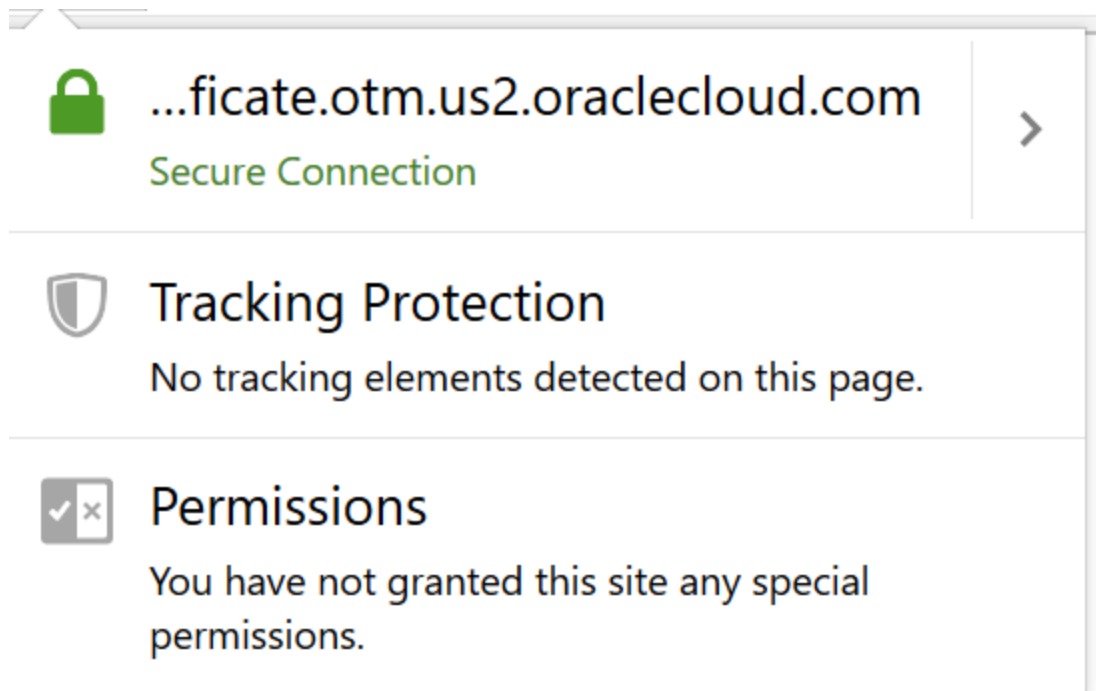 ...ficate.otm.us2.oraclecloud.com
Secure Connection
Tracking Protection
No tracking elements detected on this page.
Permissions
You have not granted this site any special
permissions.